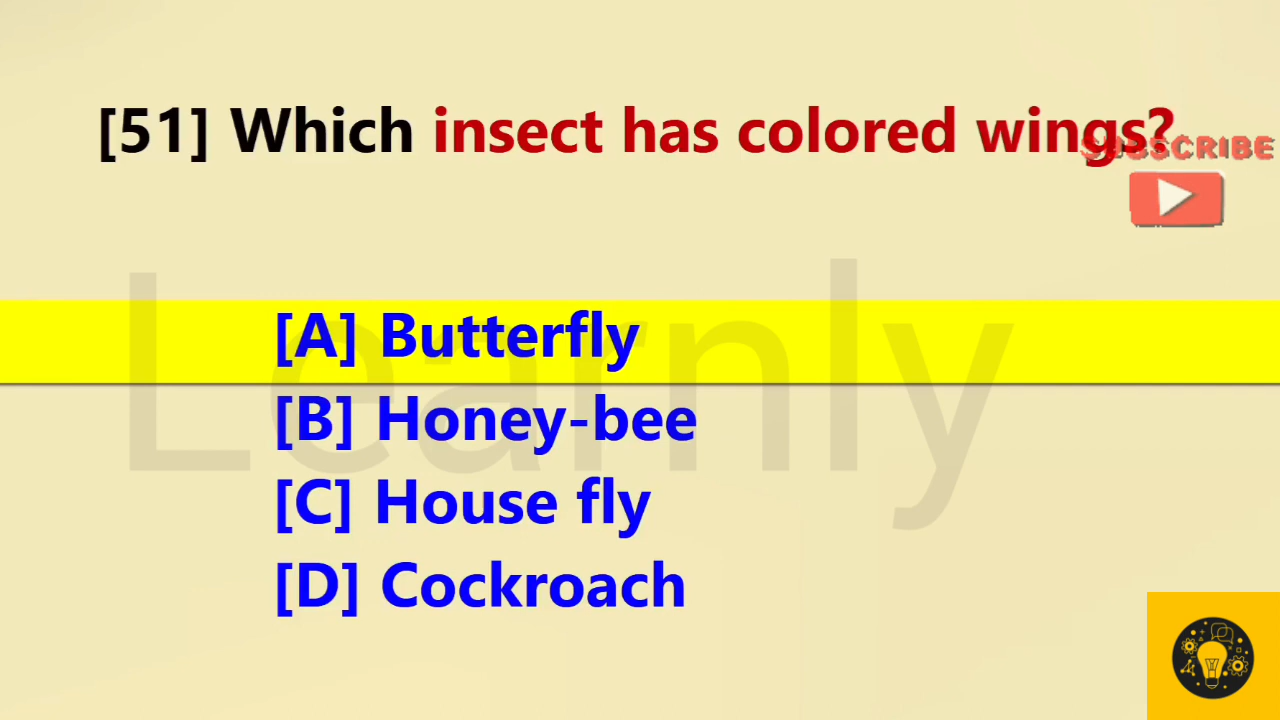 [51] Which insect has colored wings?
SUBSCRIBE
Learnly
[A] Butterfly
[B] Honey-bee
[C] House fly
[D] Cockroach